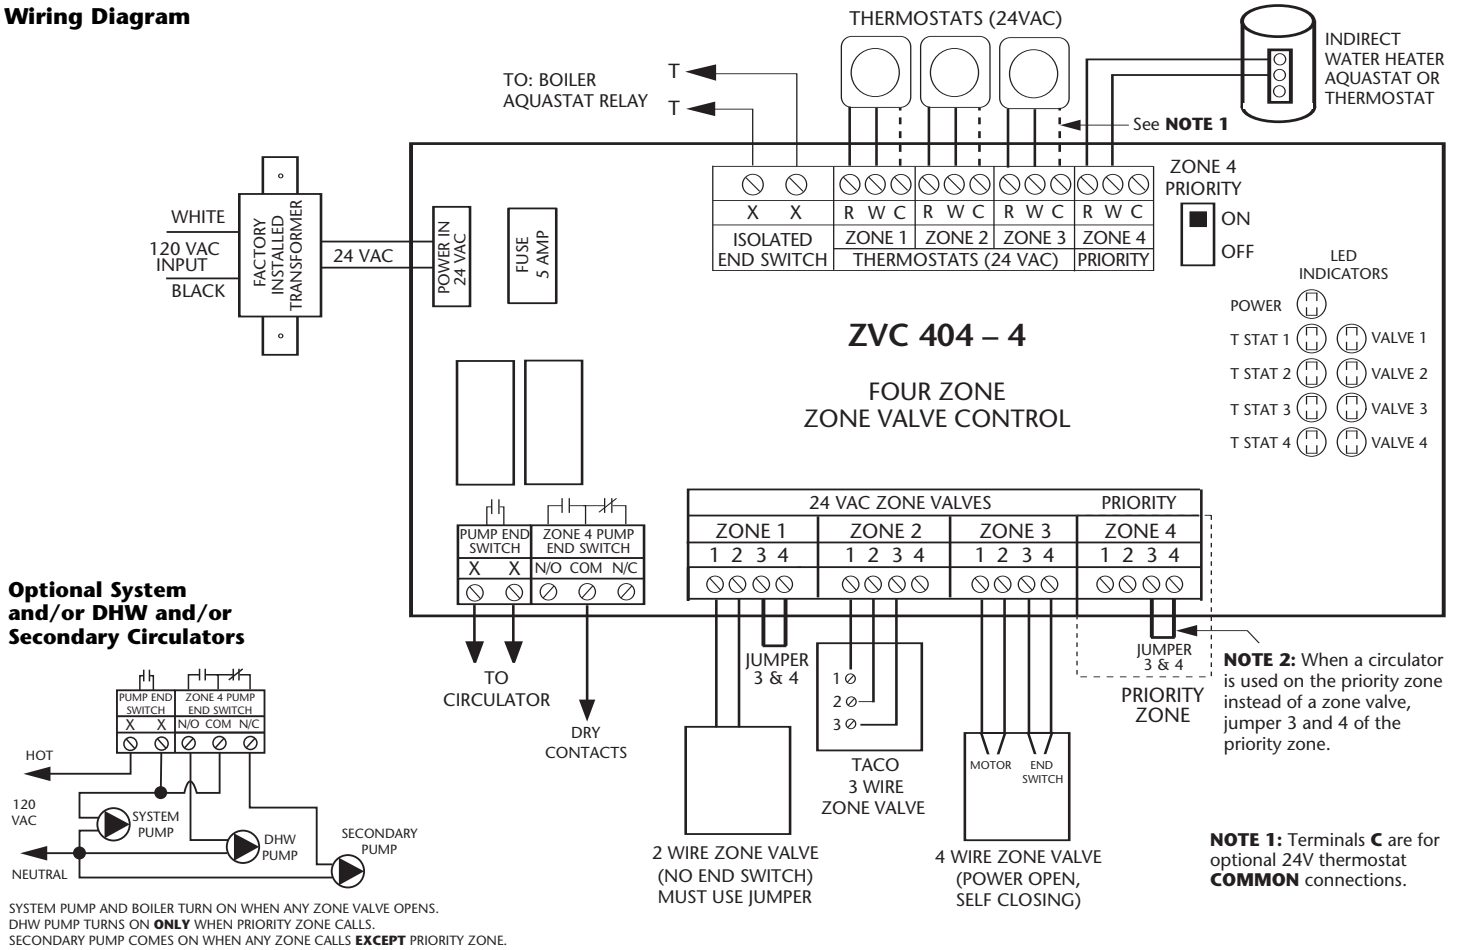 Wiring Diagram
THERMOSTATS (24VAC)
INDIRECT
WATER HEATER
AQUASTAT OR
THERMOSTAT
TO: BOILER
AQUASTAT RELAY
T
T
See NOTE 1
WHITE
120 VAC
INPUT
BLACK
FACTORY
INSTALLED
TRANSFORMER
24 VAC
POWER IN
24 VAC
FUSE
5 AMP
X X
ISOLATED
END SWITCH
R W C R W C R W C R W C
ZONE 1 ZONE 2 ZONE 3 ZONE 4
THERMOSTATS (24 VAC) PRIORITY
ZONE 4
PRIORITY
ON
OFF
LED
INDICATORS
POWER
T STAT 1 VALVE 1
T STAT 2 VALVE 2
T STAT 3 VALVE 3
T STAT 4 VALVE 4
ZVC 404 – 4
FOUR ZONE
ZONE VALVE CONTROL
PUMP END
SWITCH
X X
ZONE 4 PUMP
END SWITCH
N/O COM N/C
24 VAC ZONE VALVES PRIORITY
ZONE 1 ZONE 2 ZONE 3 ZONE 4
1 2 3 4 1 2 3 4 1 2 3 4 1 2 3 4
TO
CIRCULATOR
DRY
CONTACTS
JUMPER
3 & 4
2 WIRE ZONE VALVE
(NO END SWITCH)
MUST USE JUMPER
1
2
3
TACO
3 WIRE
ZONE VALVE
MOTOR
END
SWITCH
4 WIRE ZONE VALVE
(POWER OPEN,
SELF CLOSING)
JUMPER
3 & 4
PRIORITY
ZONE
NOTE 2: When a circulator
is used on the priority zone
instead of a zone valve,
jumper 3 and 4 of the
priority zone.
NOTE 1: Terminals C are for
optional 24V thermostat
COMMON connections.
Optional System
and/or DHW and/or
Secondary Circulators
PUMP END
SWITCH
X X
ZONE 4 PUMP
END SWITCH
N/O COM N/C
HOT
120
VAC
NEUTRAL
SYSTEM
PUMP
DHW
PUMP
SECONDARY
PUMP
SYSTEM PUMP AND BOILER TURN ON WHEN ANY ZONE VALVE OPENS.
DHW PUMP TURNS ON ONLY WHEN PRIORITY ZONE CALLS.
SECONDARY PUMP COMES ON WHEN ANY ZONE CALLS EXCEPT PRIORITY ZONE.